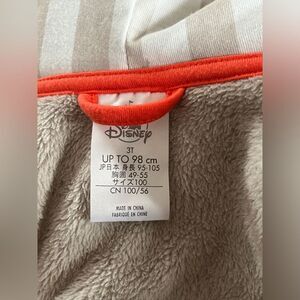 Disney
3T
UP TO 98 cm
JP日本 身長 95-105
胸囲 49-55
サイズ100
CN 100/56
MADE IN CHINA
FABRIQUÉ EN CHINE